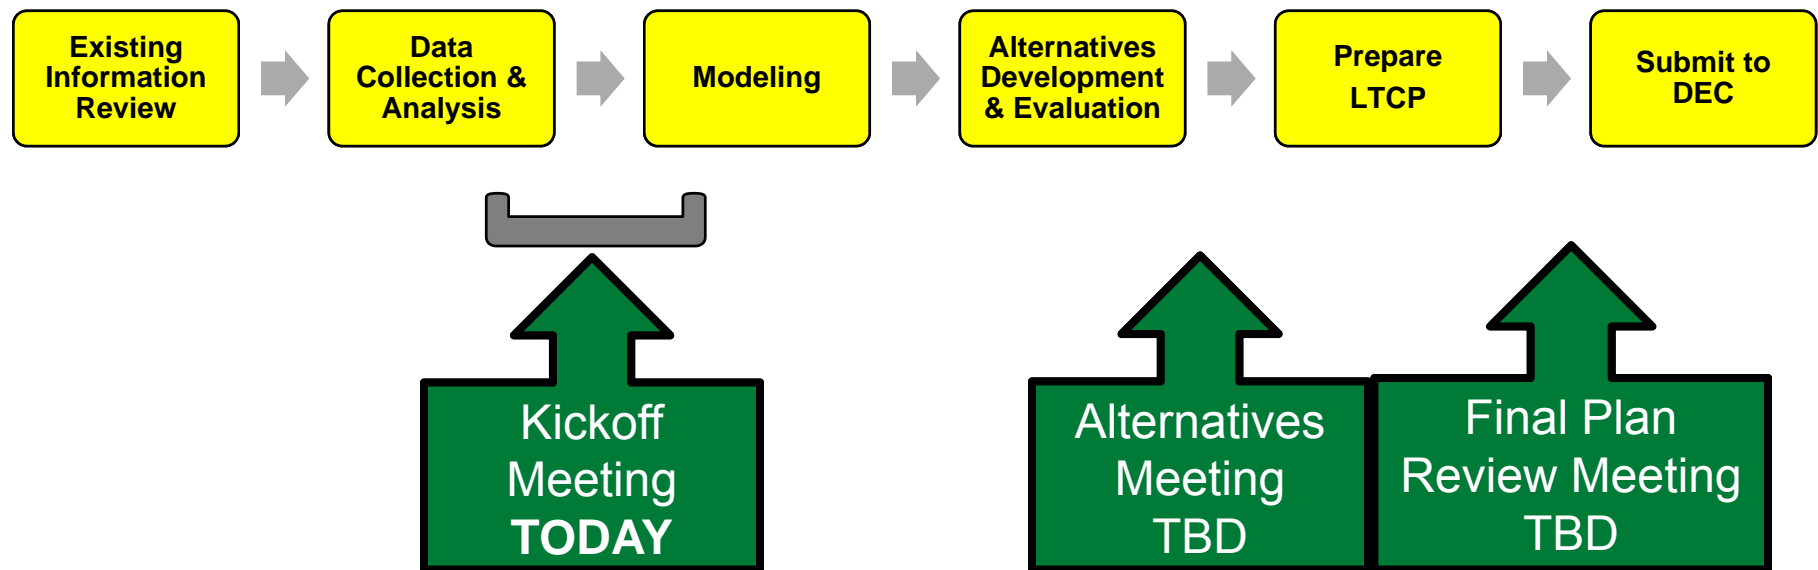 Existing
Information
Review
Data
Collection &
Analysis
Modeling
Alternatives
Development
& Evaluation
Prepare
LTCP
Submit to
DEC
Kickoff
Meeting
TODAY
Alternatives
Meeting
TBD
Final Plan
Review Meeting
TBD